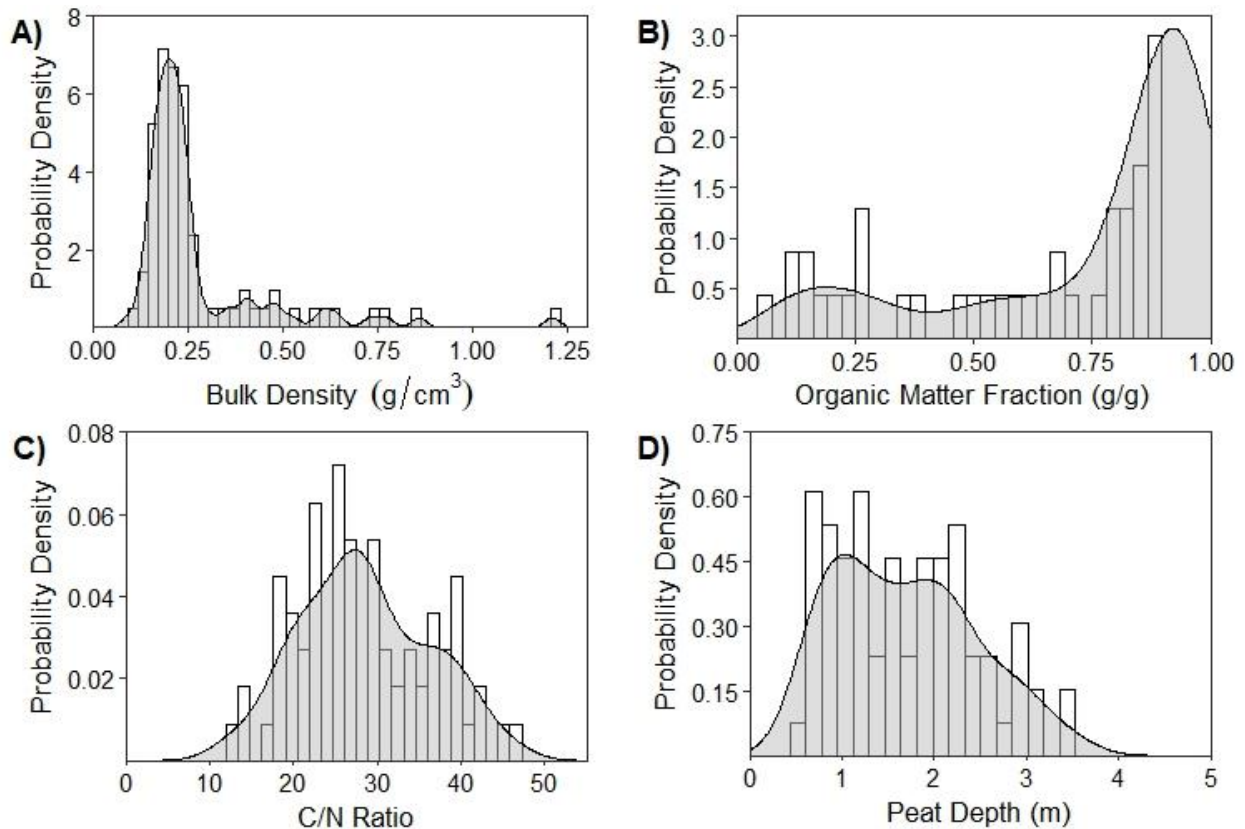 A)
Probability Density
8
6
4
2
0.00 0.25 0.50 0.75 1.00 1.25
Bulk Density (g/cm³)
B)
Probability Density
3.0
2.5
2.0
1.5
1.0
0.5
0.00 0.25 0.50 0.75 1.00
Organic Matter Fraction (g/g)
C)
Probability Density
0.08
0.06
0.04
0.02
0 10 20 30 40 50
C/N Ratio
D)
Probability Density
0.75
0.60
0.45
0.30
0.15
0 1 2 3 4 5
Peat Depth (m)